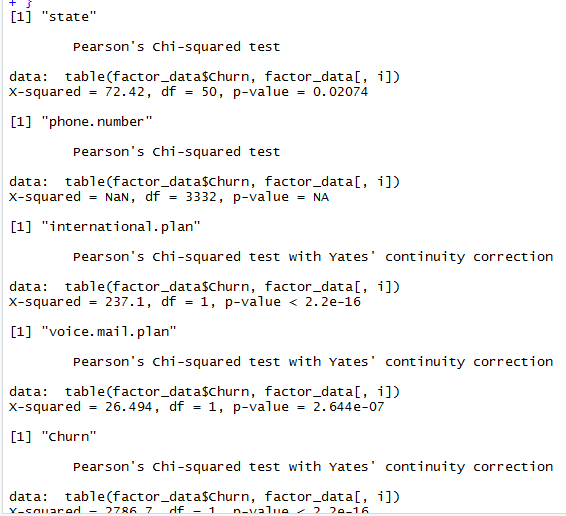 + }
[1] "state"
Pearson's Chi-squared test
data:  table(factor_data$Churn, factor_data[, i])
X-squared = 72.42, df = 50, p-value = 0.02074
[1] "phone.number"
Pearson's Chi-squared test
data:  table(factor_data$Churn, factor_data[, i])
X-squared = NaN, df = 3332, p-value = NA
[1] "international.plan"
Pearson's Chi-squared test with Yates' continuity correction
data:  table(factor_data$Churn, factor_data[, i])
X-squared = 237.1, df = 1, p-value < 2.2e-16
[1] "voice.mail.plan"
Pearson's Chi-squared test with Yates' continuity correction
data:  table(factor_data$Churn, factor_data[, i])
X-squared = 26.494, df = 1, p-value = 2.644e-07
[1] "Churn"
Pearson's Chi-squared test with Yates' continuity correction
data:  table(factor_data$Churn, factor_data[, i])
X-squared = 2786.7, df = 1, p-value < 2.2e-16